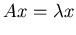 Ax = λx